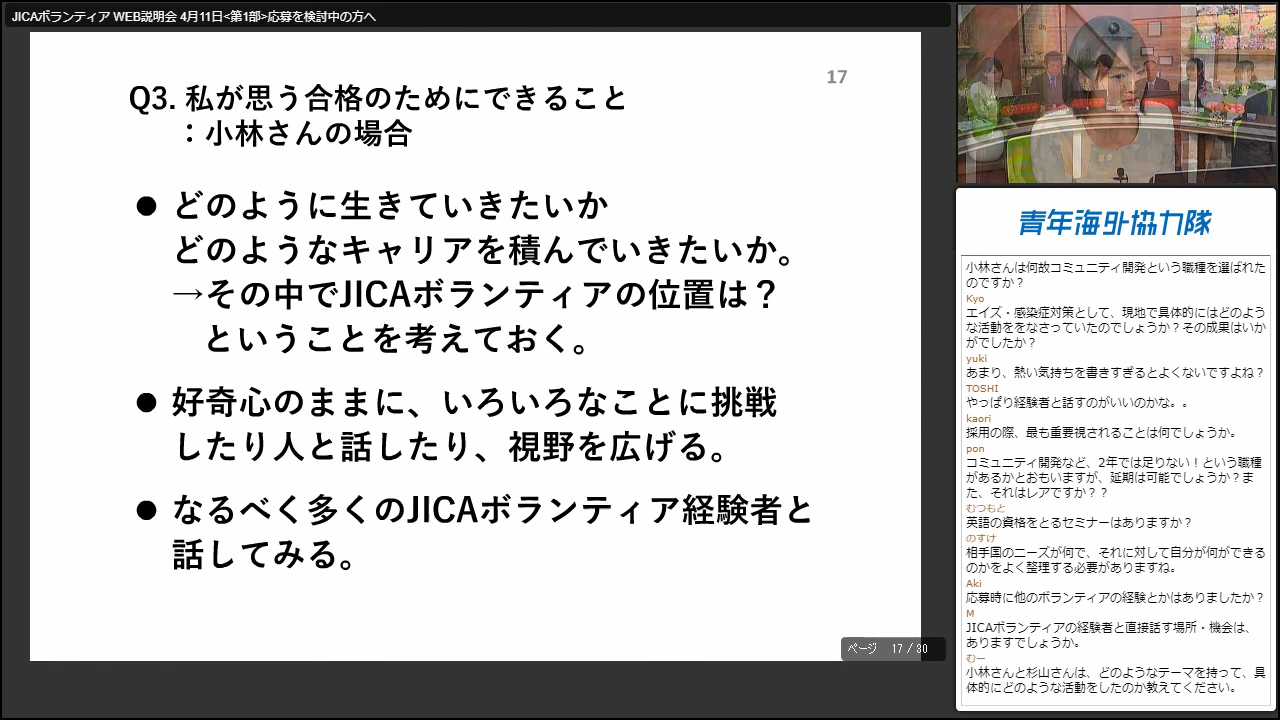 JICAボランティア WEB説明会 4月11日<第1部>応募を検討中の方へ
17
Q3. 私が思う合格のためにできること
：小林さんの場合
● どのように生きていきたいか
どのようなキャリアを積んでいきたいか。
→その中でJICAボランティアの位置は？
ということを考えておく。
● 好奇心のままに、いろいろなことに挑戦
したり人と話したり、視野を広げる。
● なるべく多くのJICAボランティア経験者と
話してみる。
ページ 17 / 30
青年海外協力隊
小林さんは何故コミュニティ開発という職種を選ばれた
のですか？
Kyo
エイズ・感染症対策として、現地で具体的にはどのよう
な活動ををなさっていたのでしょうか？その成果はいか
がでしたか？
yuki
あまり、熱い気持ちを書きすぎるとよくないですよね？
TOSHI
やっぱり経験者と話すのがいいのかな。。
kaori
採用の際、最も重要視されることは何でしょうか。
pon
コミュニティ開発など、2年では足りない！という職種
があるかとおもいますが、延期は可能でしょうか？ま
た、それはレアですか？？
むつもと
英語の資格をとるセミナーはありますか？
のすけ
相手国のニーズが何で、それに対して自分が何ができる
のかをよく整理する必要がありますね。
Aki
応募時に他のボランティアの経験とかはありましたか？
M
JICAボランティアの経験者と直接話す場所・機会は、
ありますでしょうか。
むー
小林さんと杉山さんは、どのようなテーマを持って、具
体的にどのような活動をしたのか教えてください。